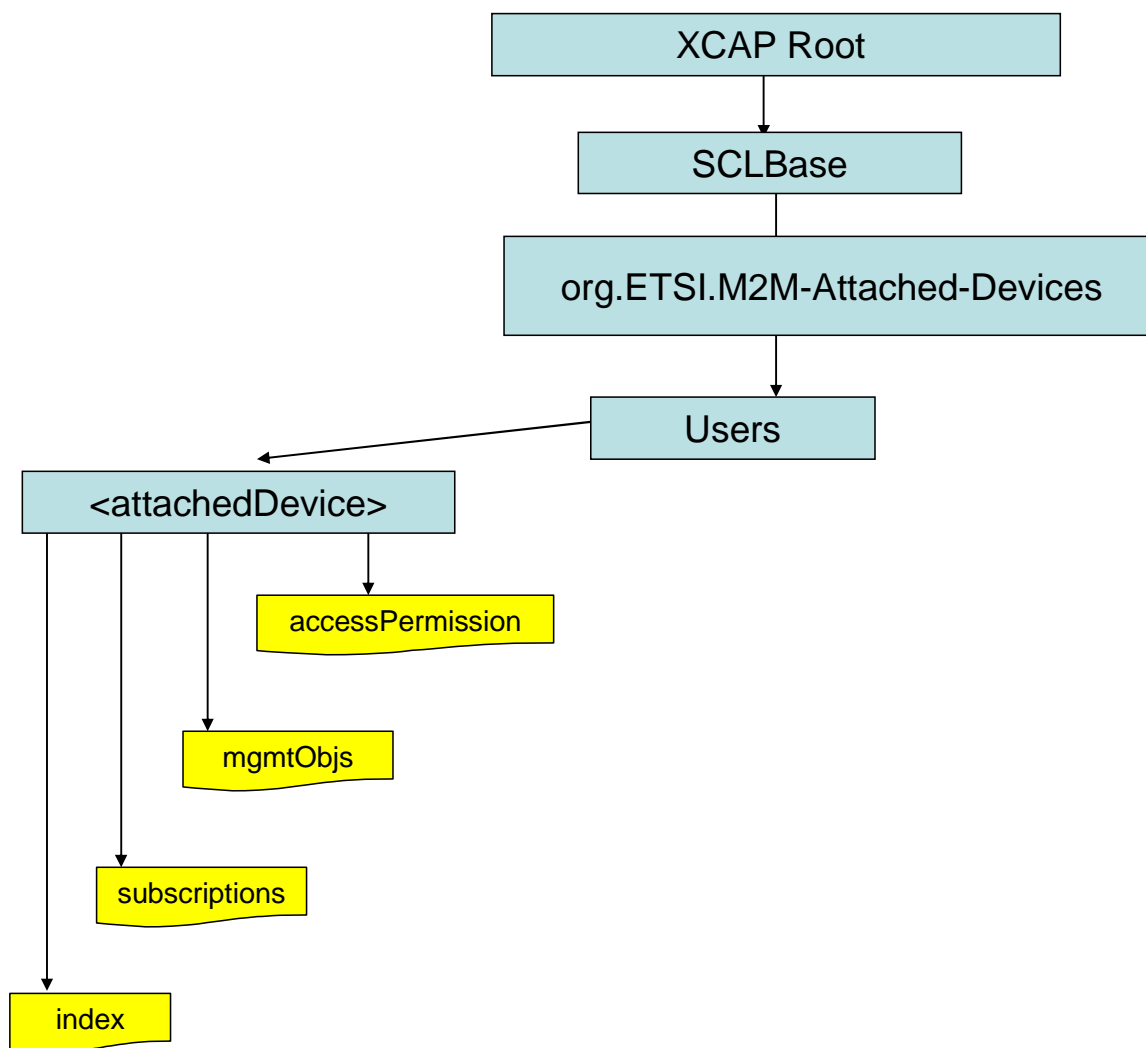 XCAP Root
SCLBase
org.ETSI.M2M-Attached-Devices
Users
<attachedDevice>
accessPermission
mgmtObjs
subscriptions
index